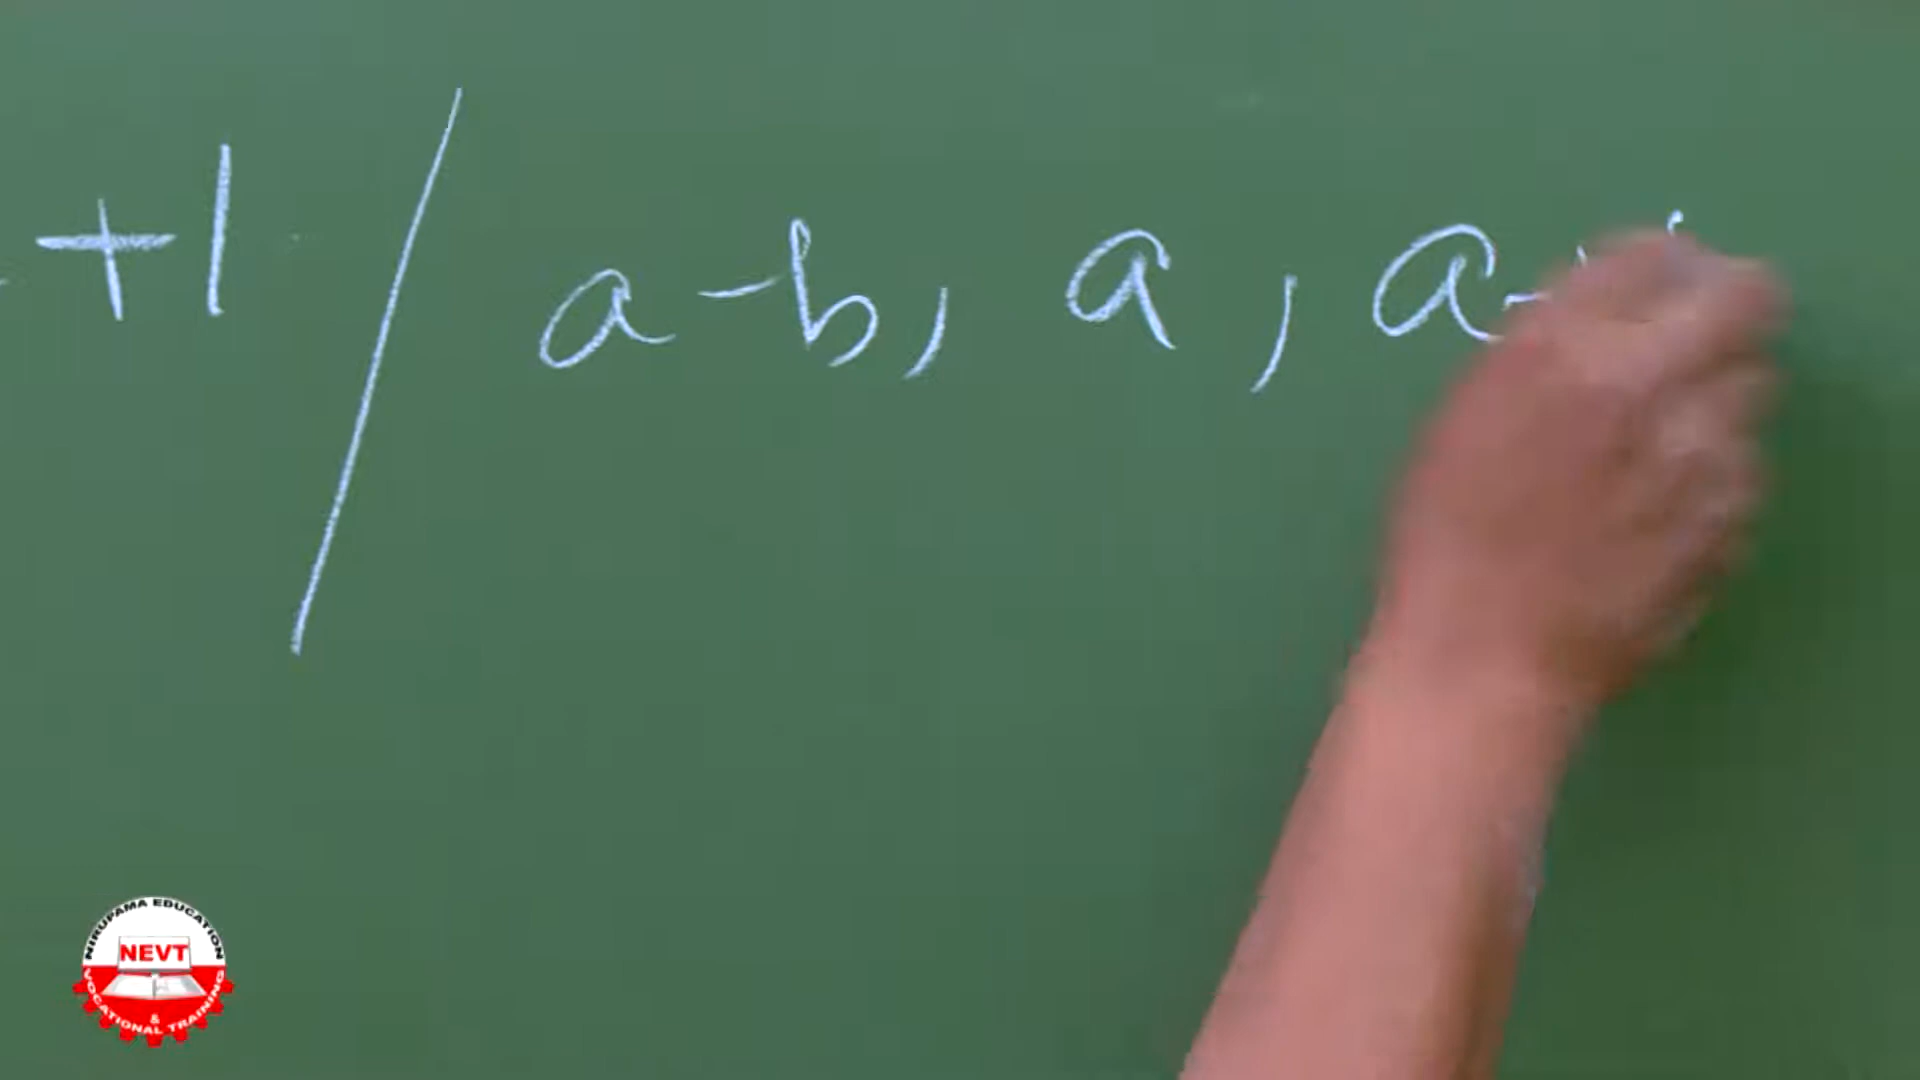 +1 / a-b, a, a
NIRUPAMA EDUCATION
NEVT
&
VOCATIONAL TRAINING